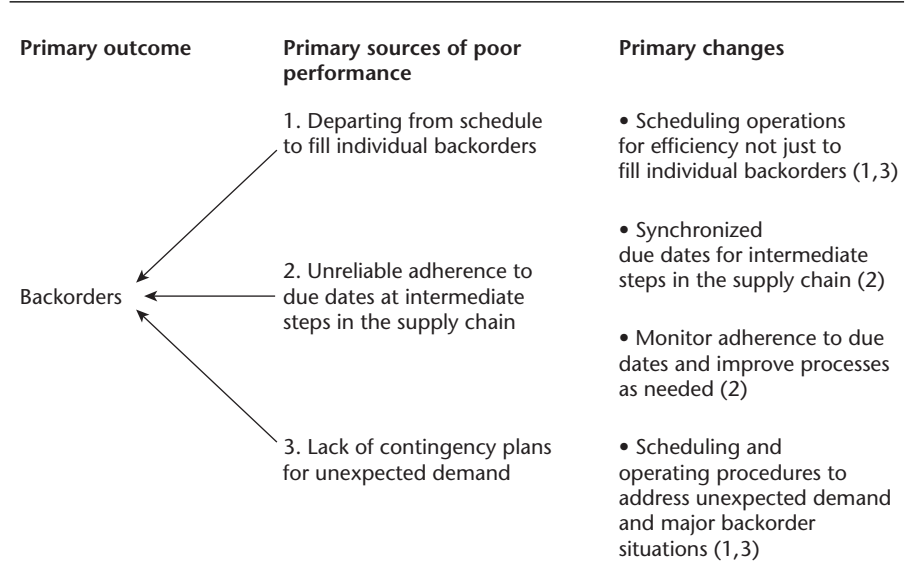 Primary outcome
Primary sources of poor
performance
Primary changes
1. Departing from schedule
to fill individual backorders
2. Unreliable adherence to
due dates at intermediate
steps in the supply chain
3. Lack of contingency plans
for unexpected demand
Backorders
• Scheduling operations
for efficiency not just to
fill individual backorders (1,3)
• Synchronized
due dates for intermediate
steps in the supply chain (2)
• Monitor adherence to due
dates and improve processes
as needed (2)
• Scheduling and
operating procedures to
address unexpected demand
and major backorder
situations (1,3)